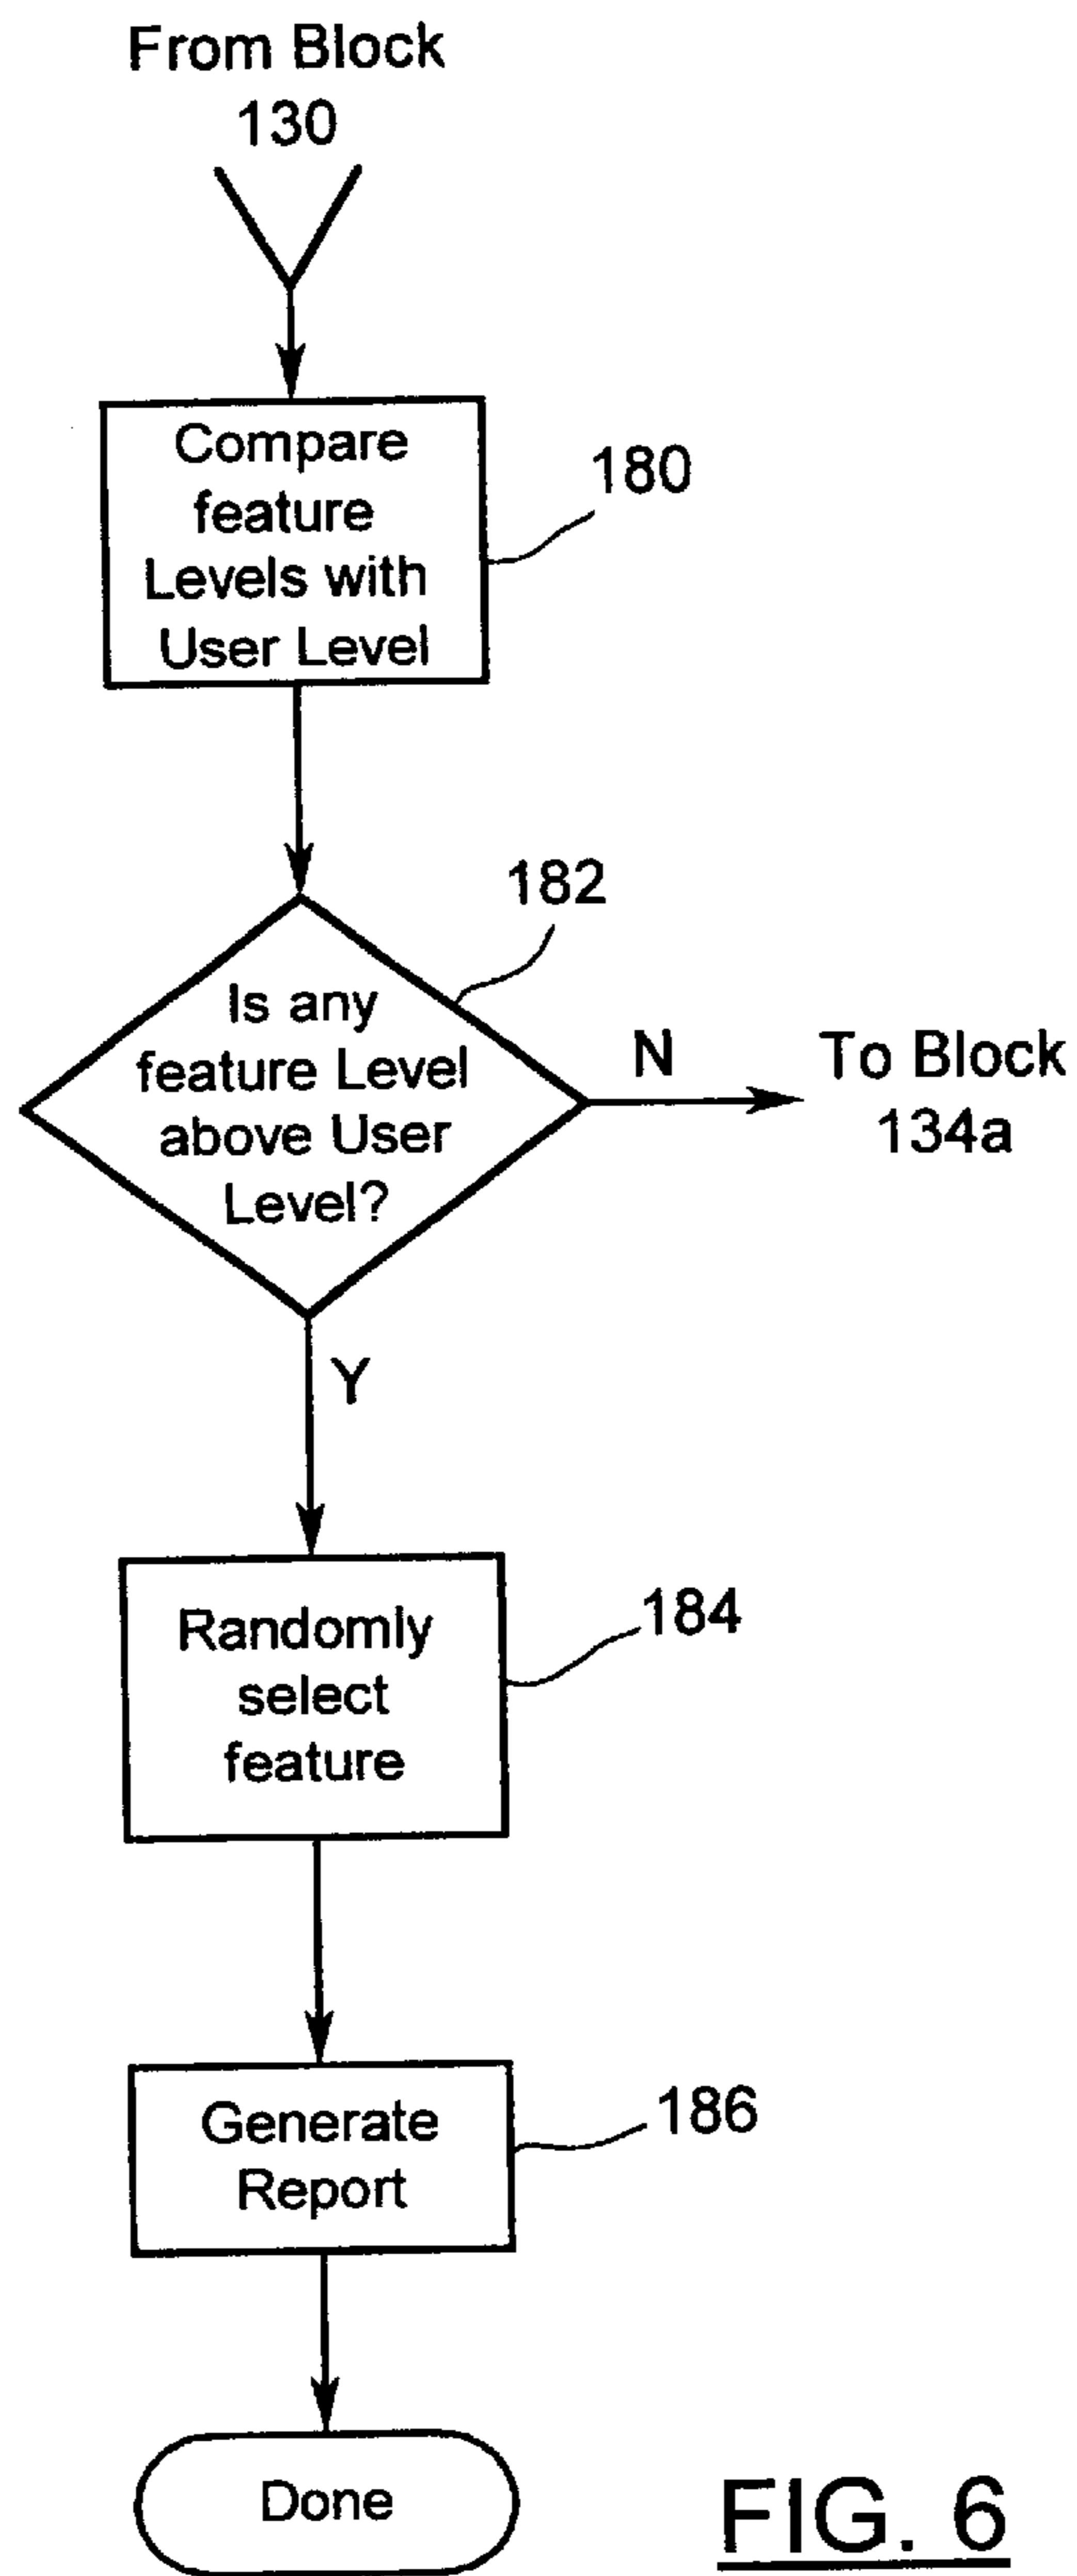 From Block
130
Compare
feature
Levels with
User Level
180
182
Is any
feature Level
above User
Level?
N
To Block
134a
Y
Randomly
select
feature
184
Generate
Report
186
Done
FIG. 6